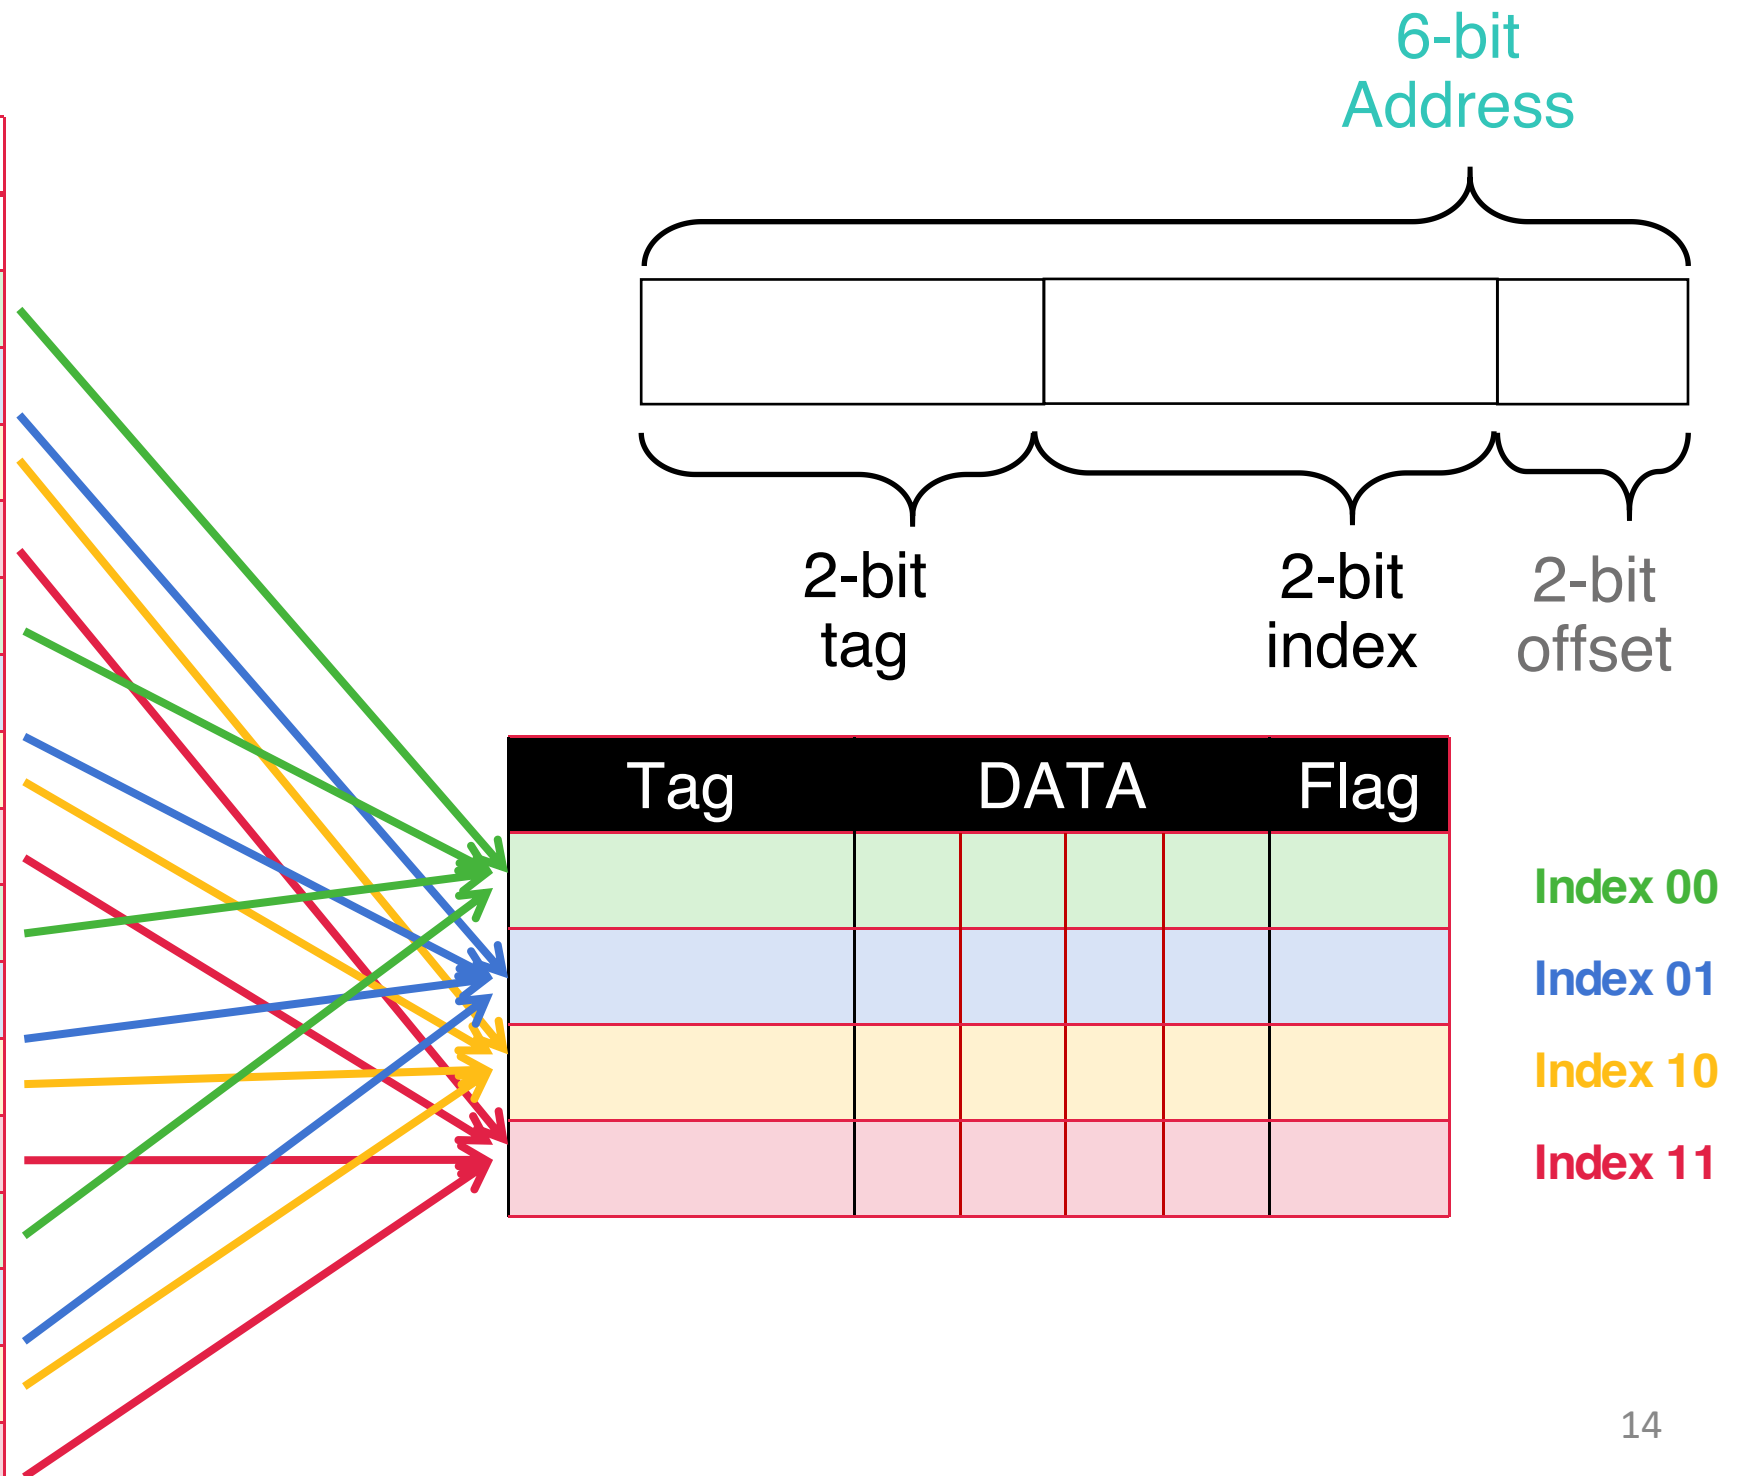 6-bit
Address
2-bit
tag
2-bit
index
2-bit
offset
Tag DATA Flag
Index 00
Index 01
Index 10
Index 11
14